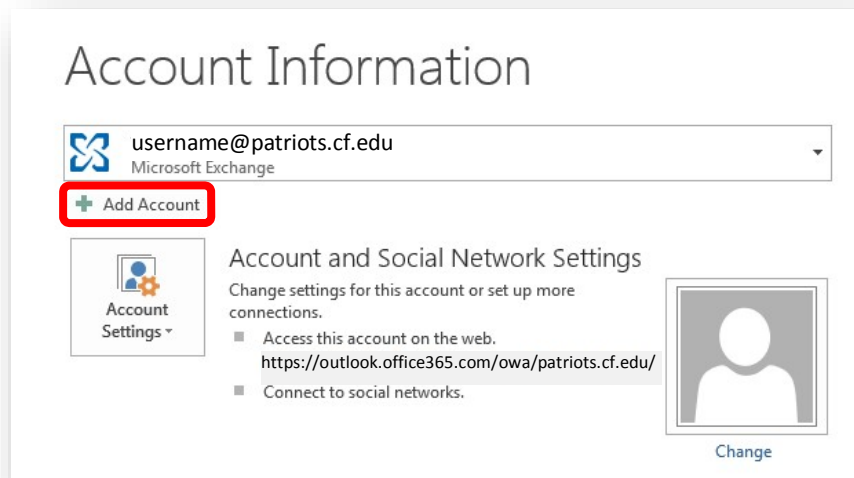 Account Information
username@patriots.cf.edu
Microsoft Exchange
Add Account
Account
Settings
Account and Social Network Settings
Change settings for this account or set up more
connections.
Access this account on the web.
https://outlook.office365.com/owa/patriots.cf.edu/
Connect to social networks.
Change